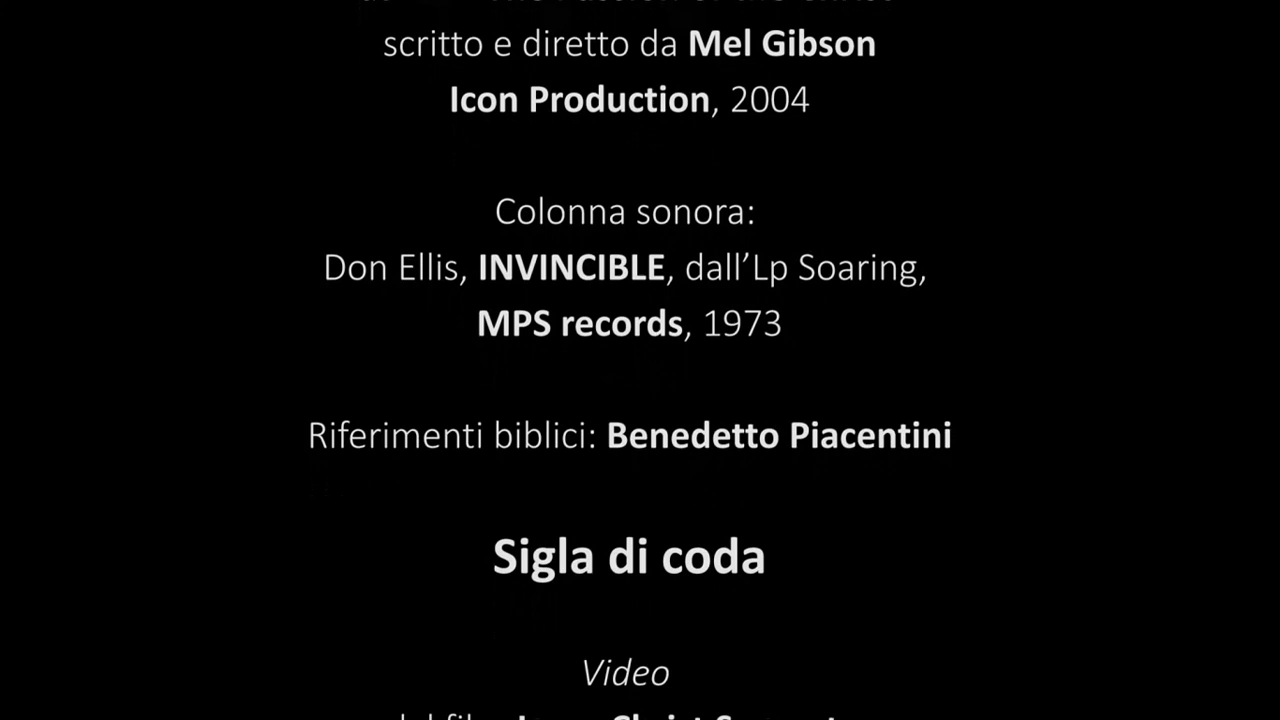 scritto e diretto da Mel Gibson
Icon Production, 2004
Colonna sonora:
Don Ellis, INVINCIBLE, dall’Lp Soaring,
MPS records, 1973
Riferimenti biblici: Benedetto Piacentini
Sigla di coda
Video